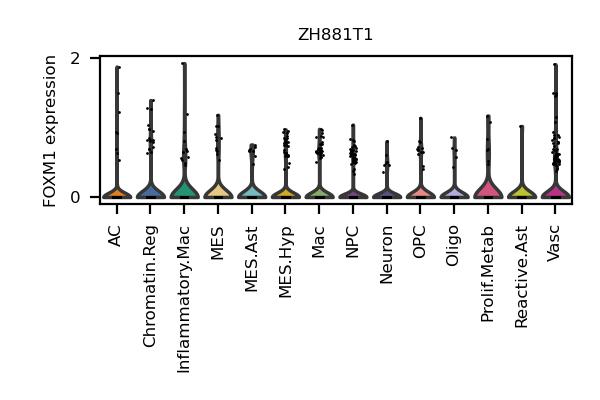 ZH881T1
FOXM1 expression
2
0
AC
Chromatin.Reg
Inflammatory.Mac
MES
MES.Ast
MES.Hyp
Mac
NPC
Neuron
OPC
Oligo
Prolif.Metab
Reactive.Ast
Vasc